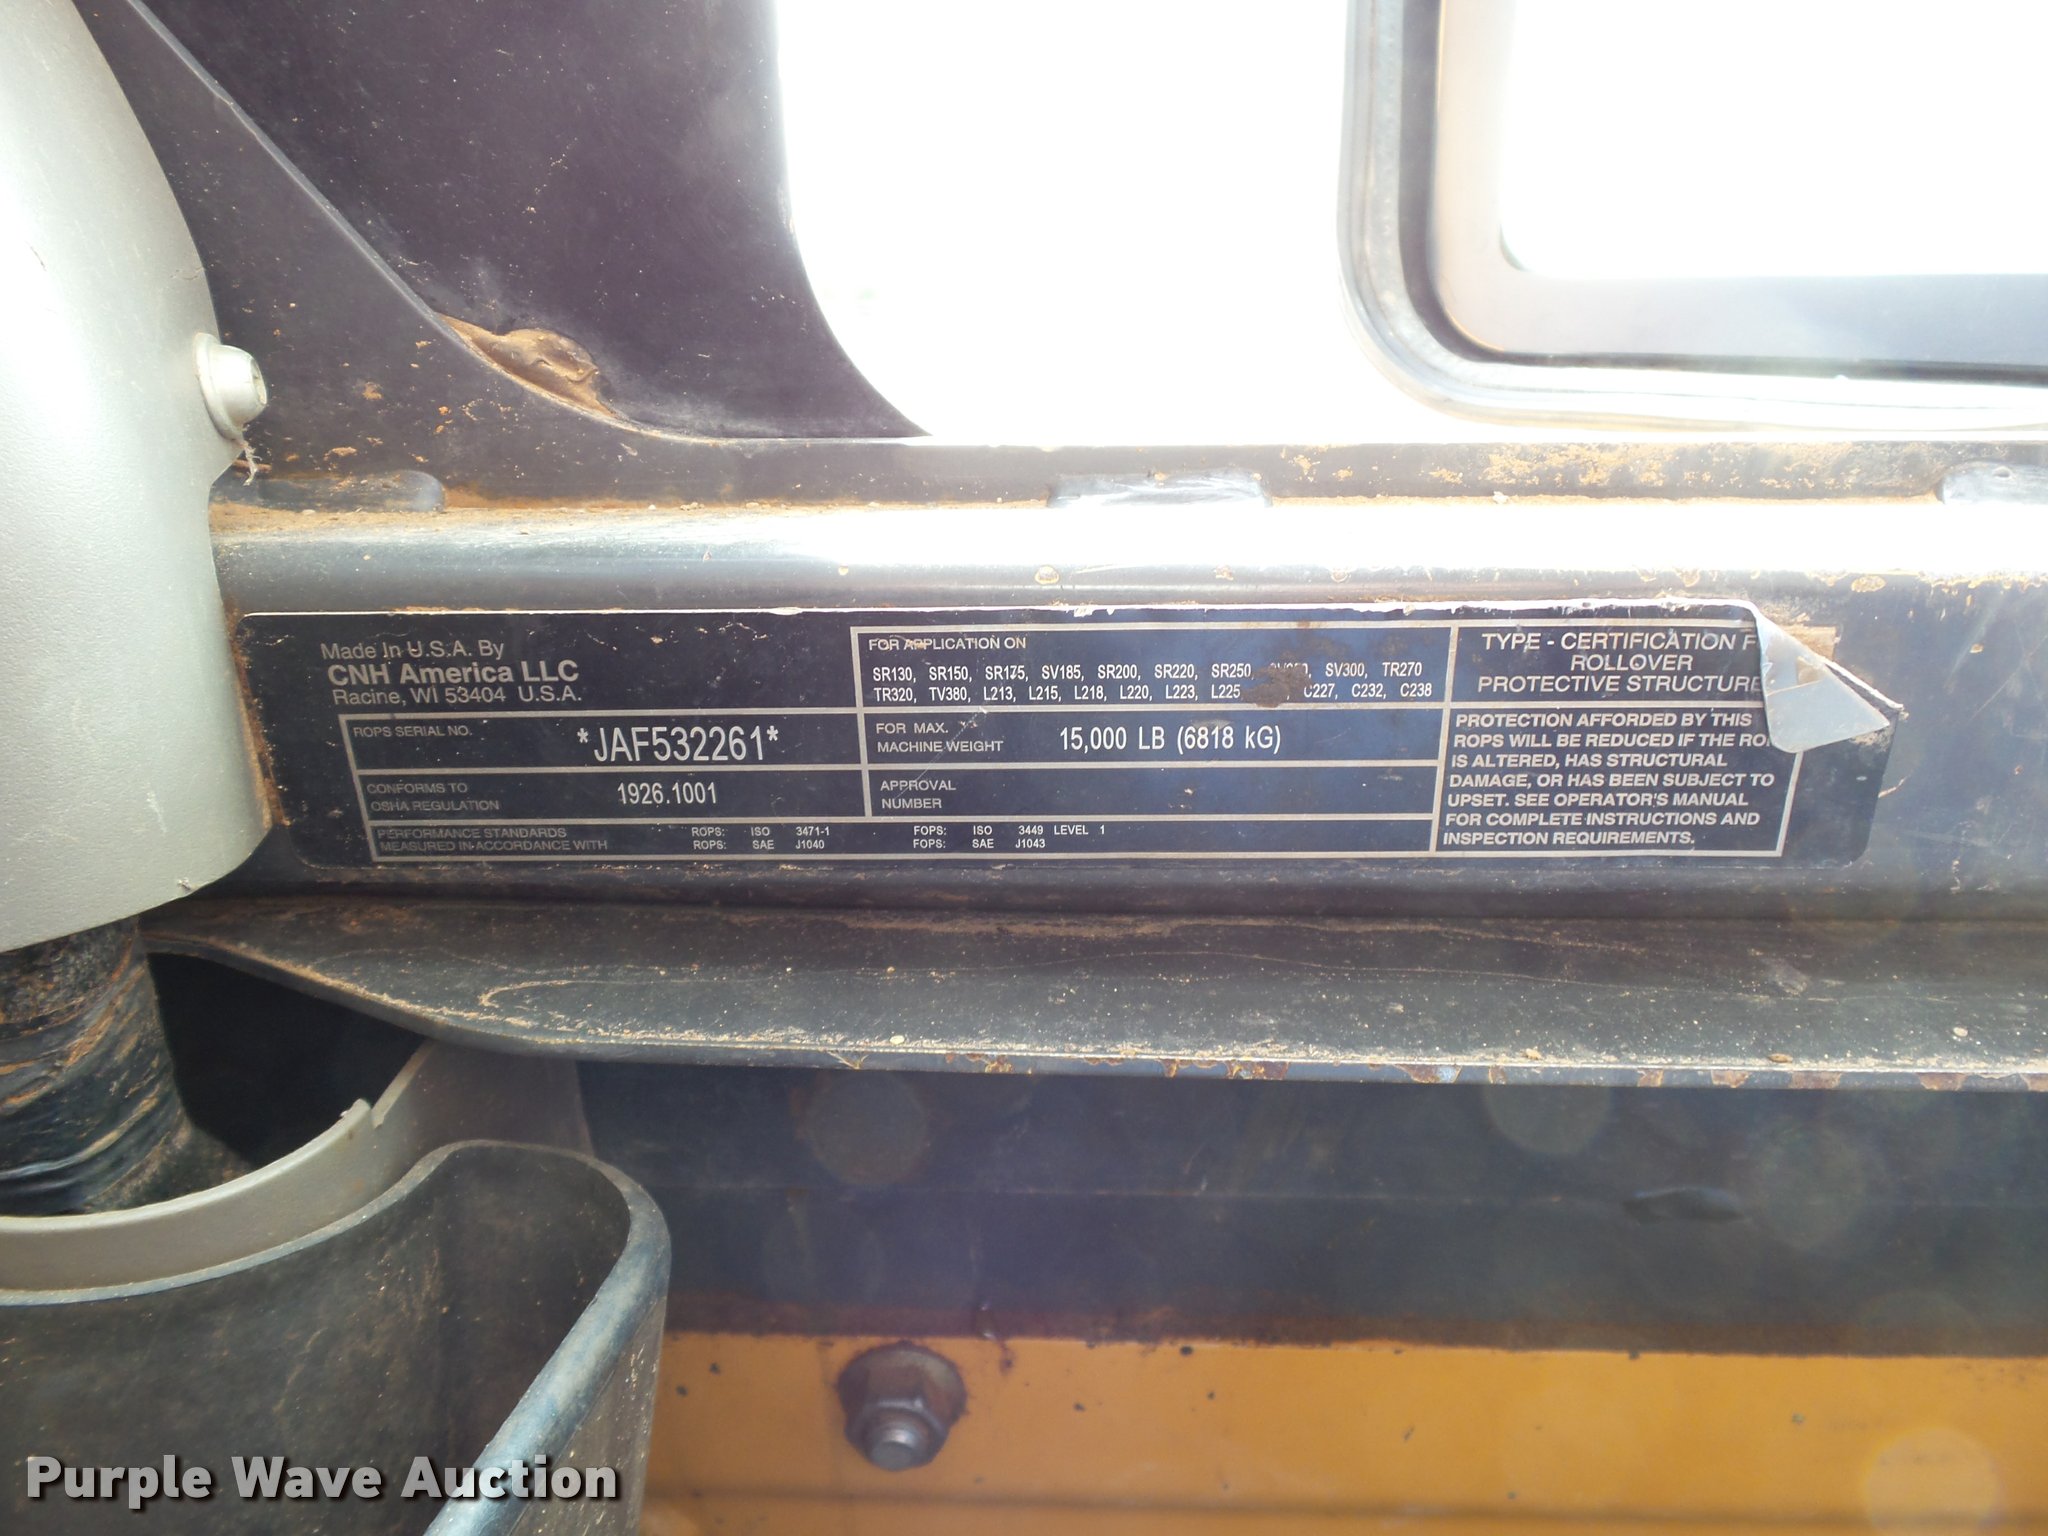 Made In U.S.A. By
CNH America LLC
Racine, WI 53404 U.S.A.
ROPS SERIAL NO.
*JAF532261*
CONFORMS TO
OSHA REGULATION
1926.1001
PERFORMANCE STANDARDS
MEASURED IN ACCORDANCE WITH
ROPS: ISO 3471-1
ROPS: SAE J1040
FOPS: ISO 3449 LEVEL 1
FOPS: SAE J1043
FOR APPLICATION ON
SR130, SR150, SR175, SV185, SR200, SR220, SR250, SV300, TR270
TR320, TV380, L213, L215, L218, L220, L223, L225, C227, C232, C238
FOR MAX.
MACHINE WEIGHT
15,000 LB (6818 kG)
APPROVAL
NUMBER
TYPE - CERTIFICATION
ROLLOVER
PROTECTIVE STRUCTURE
PROTECTION AFFORDED BY THIS
ROPS WILL BE REDUCED IF THE
IS ALTERED, HAS STRUCTURAL
DAMAGE, OR HAS BEEN SUBJECT TO
UPSET. SEE OPERATOR'S MANUAL
FOR COMPLETE INSTRUCTIONS AND
INSPECTION REQUIREMENTS.
Purple Wave Auction